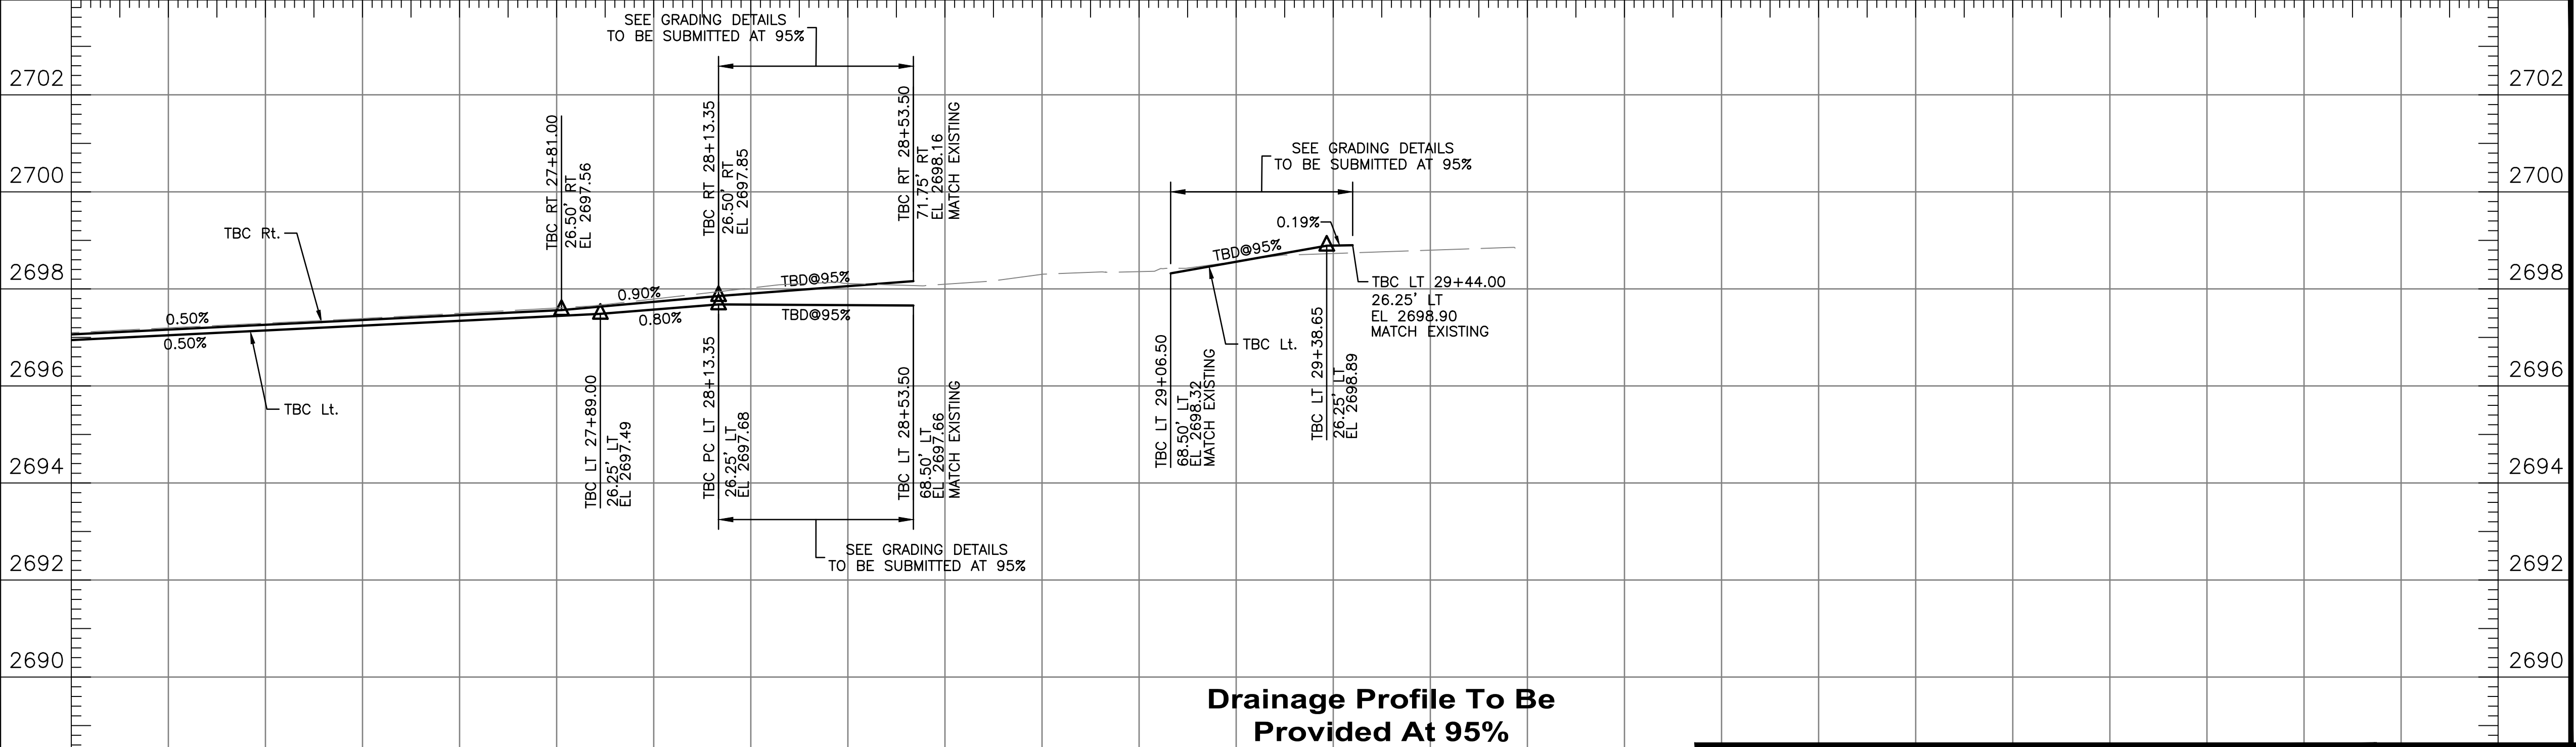 SEE GRADING DETAILS
TO BE SUBMITTED AT 95%
2702
2702
TBC RT 27+81.00
26.50' RT
EL 2697.56
TBC RT 28+13.35
26.50' RT
EL 2697.85
TBC RT 28+53.50
71.75' RT
EL 2698.16
MATCH EXISTING
SEE GRADING DETAILS
TO BE SUBMITTED AT 95%
2700
2700
TBC Rt.
0.19%
TBD@95%
2698
2698
TBD@95%
0.90%
TBC LT 29+44.00
26.25' LT
EL 2698.90
MATCH EXISTING
0.50%
0.50%
0.80%
TBD@95%
TBC Lt.
TBC Lt.
2696
2696
TBC LT 27+89.00
26.25' LT
EL 2697.49
TBC PC LT 28+13.35
26.25' LT
EL 2697.68
TBC LT 28+53.50
68.50' LT
EL 2697.66
MATCH EXISTING
TBC LT 29+06.50
68.50' LT
EL 2698.32
MATCH EXISTING
TBC LT 29+38.65
26.25' LT
EL 2698.89
2694
2694
SEE GRADING DETAILS
TO BE SUBMITTED AT 95%
2692
2692
2690
2690
Drainage Profile To Be
Provided At 95%